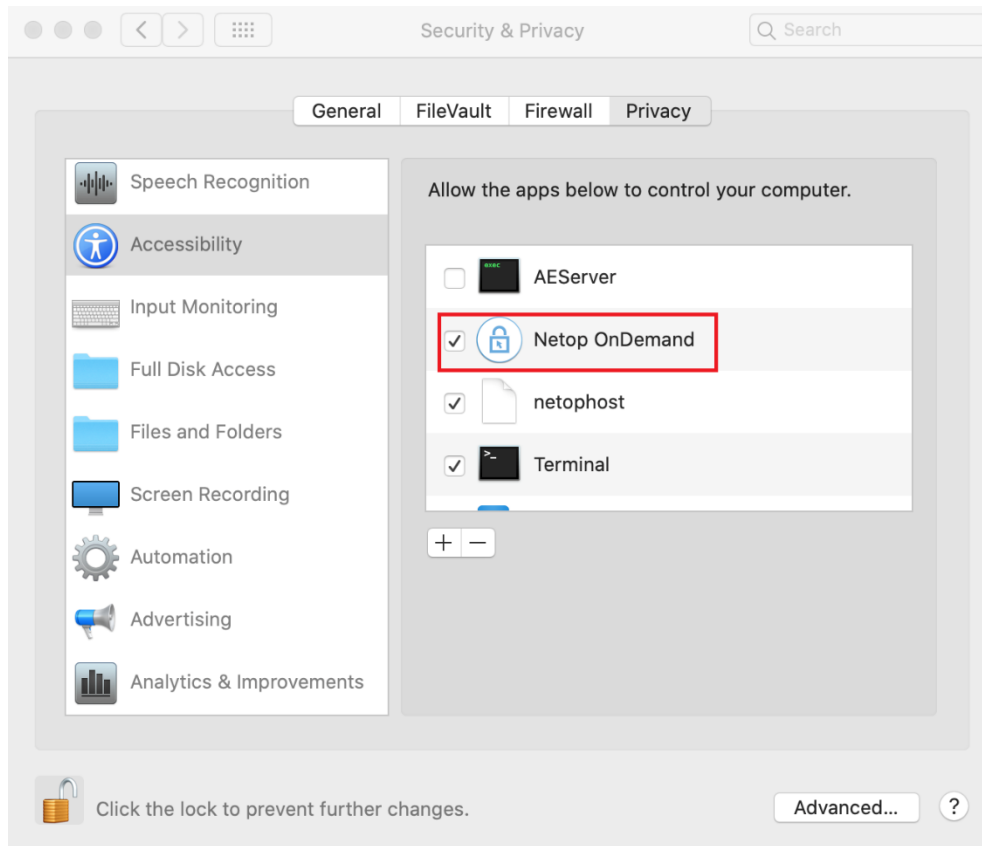 Security & Privacy
Search
General
FileVault
Firewall
Privacy
Speech Recognition
Accessibility
Input Monitoring
Full Disk Access
Files and Folders
Screen Recording
Automation
Advertising
Analytics & Improvements
Allow the apps below to control your computer.
exec
AEServer
Netop OnDemand
netophost
>_
Terminal
+
−
Click the lock to prevent further changes.
Advanced...
?